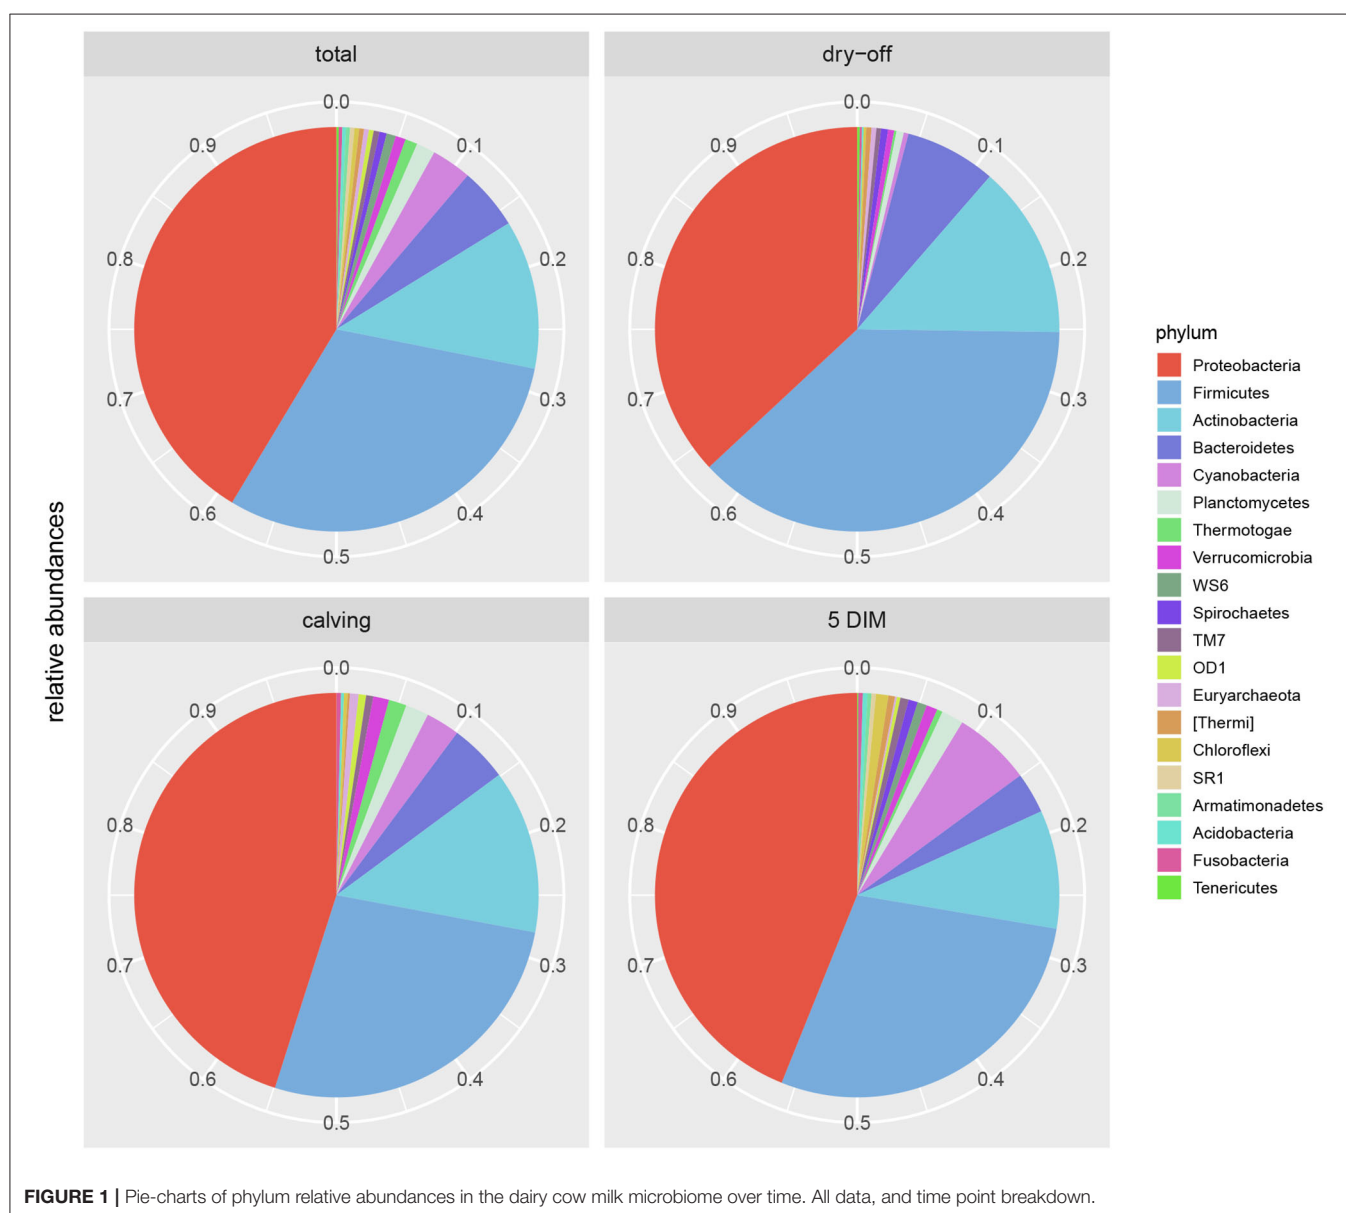 total
0.0
0.1
0.2
0.3
0.4
0.5
0.6
0.7
0.8
0.9
dry−off
0.0
0.1
0.2
0.3
0.4
0.5
0.6
0.7
0.8
0.9
calving
0.0
0.1
0.2
0.3
0.4
0.5
0.6
0.7
0.8
0.9
5 DIM
0.0
0.1
0.2
0.3
0.4
0.5
0.6
0.7
0.8
0.9
relative abundances
phylum
Proteobacteria
Firmicutes
Actinobacteria
Bacteroidetes
Cyanobacteria
Planctomycetes
Thermotogae
Verrucomicrobia
WS6
Spirochaetes
TM7
OD1
Euryarchaeota
[Thermi]
Chloroflexi
SR1
Armatimonadetes
Acidobacteria
Fusobacteria
Tenericutes
FIGURE 1 | Pie-charts of phylum relative abundances in the dairy cow milk microbiome over time. All data, and time point breakdown.